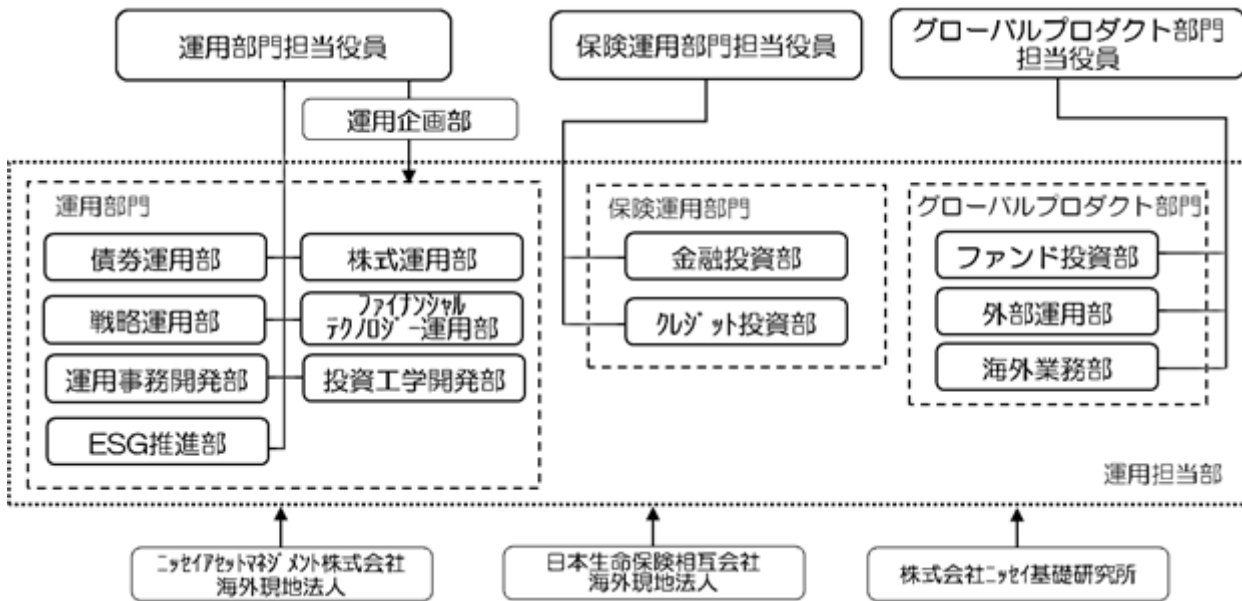 運用部門担当役員
保険運用部門担当役員
グローバルプロダクト部門
担当役員
運用企画部
運用部門
債券運用部
株式運用部
戦略運用部
ファイナンシャル
テクノロジー運用部
運用事務開発部
投資工学開発部
ESG推進部
保険運用部門
金融投資部
クレジット投資部
グローバルプロダクト部門
ファンド投資部
外部運用部
海外業務部
運用担当部
ニッセイアセットマネジメント株式会社
海外現地法人
日本生命保険相互会社
海外現地法人
株式会社ニッセイ基礎研究所